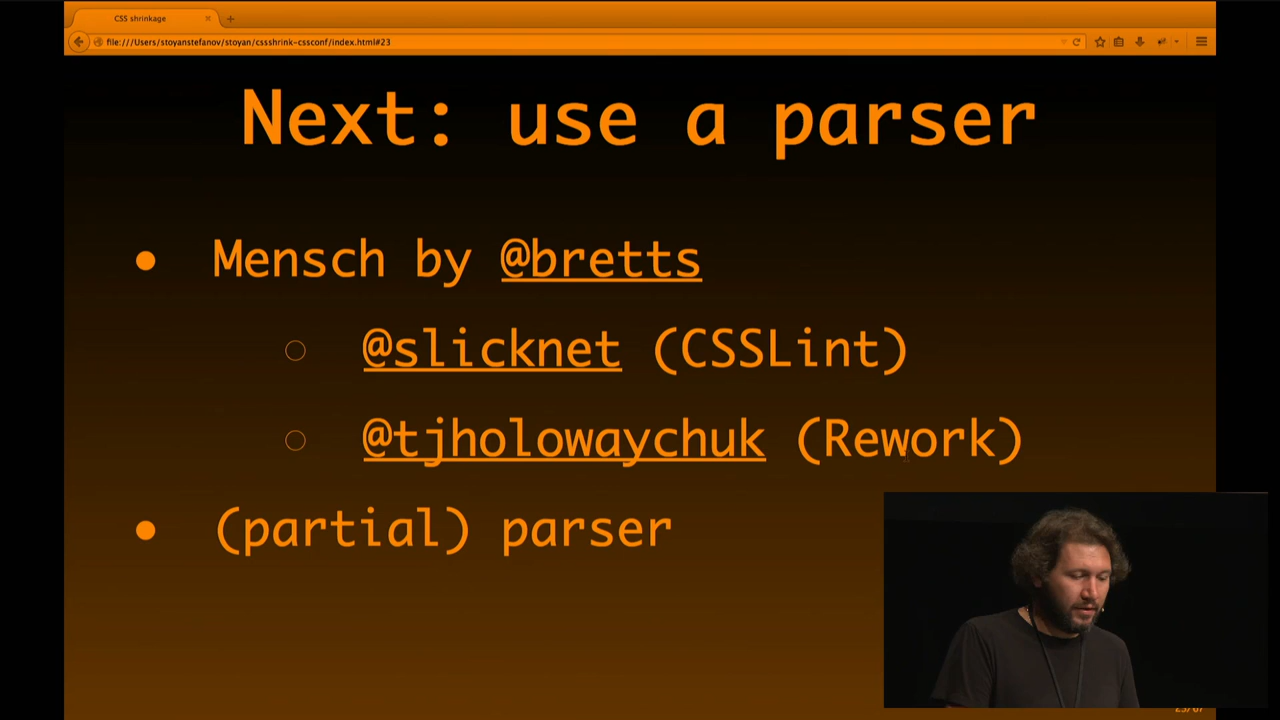 CSS shrinkage
file:///Users/stoyanstefanov/stoyan/cssshrink-cssconf/index.html#23
Next: use a parser
Mensch by @bretts
@slicknet (CSSLint)
@tjholowaychuk (Rework)
(partial) parser